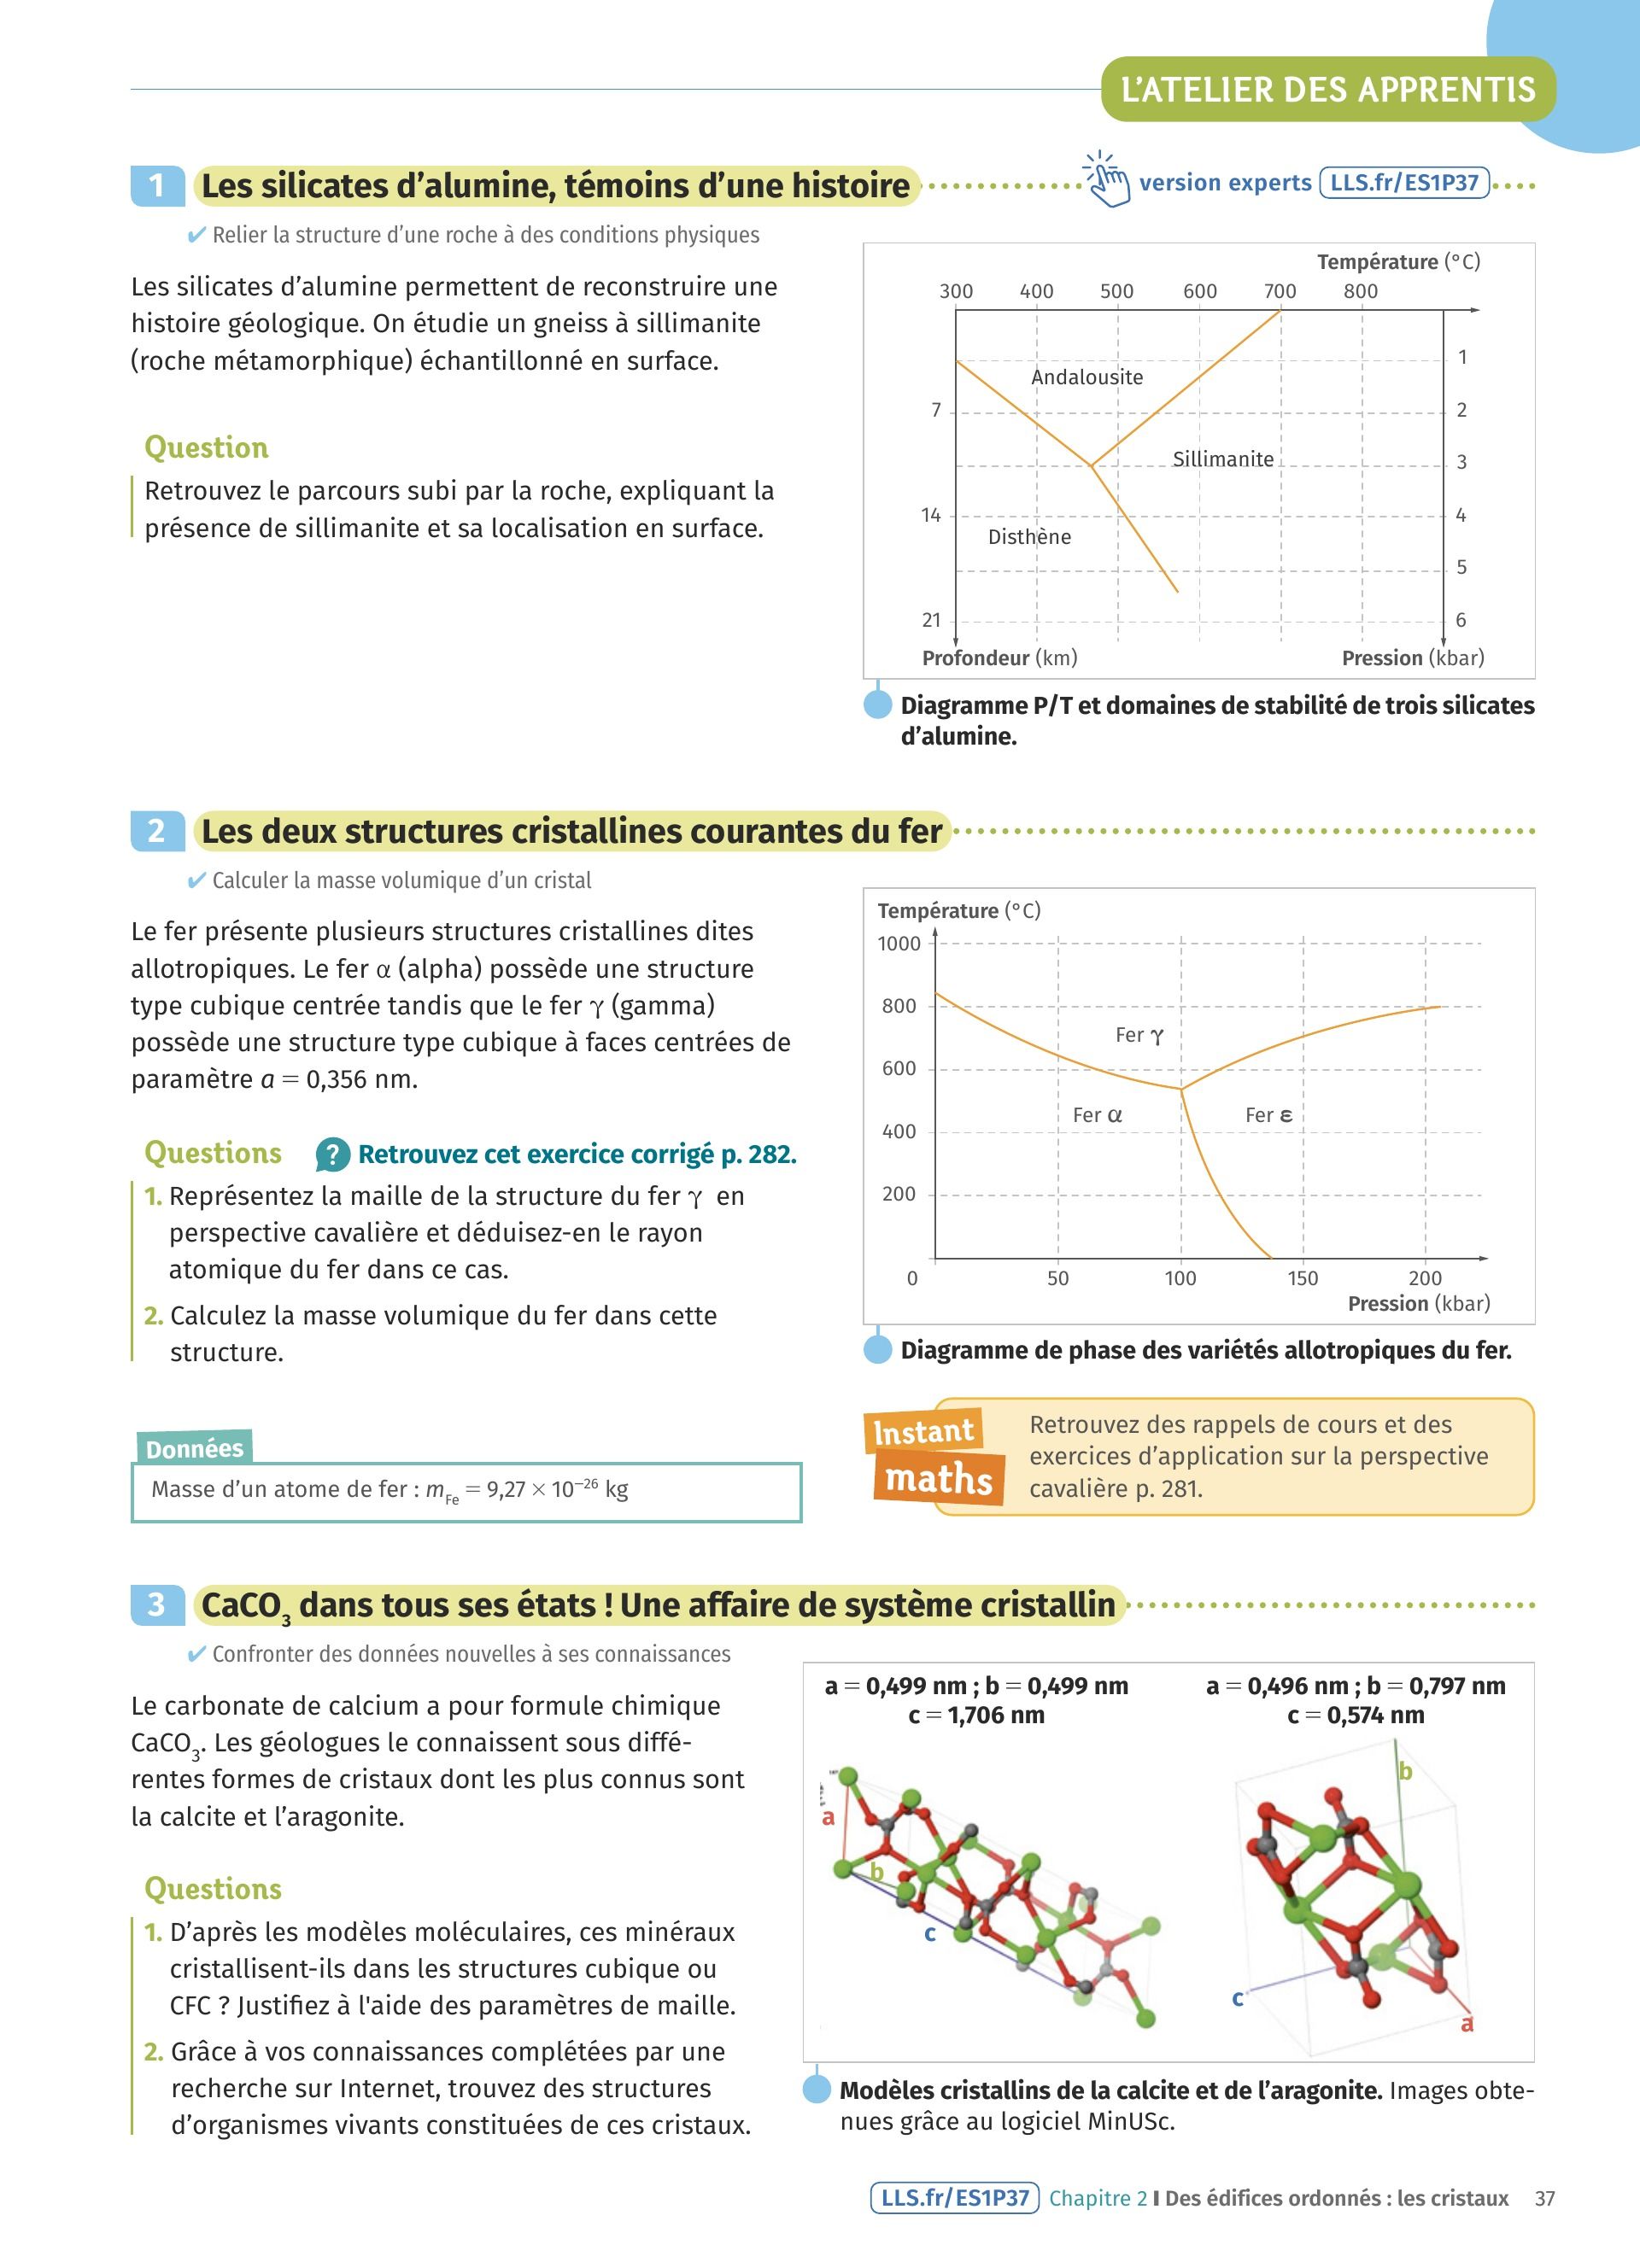 L'ATELIER DES APPRENTIS
1 Les silicates d'alumine, témoins d'une histoire
version experts LLS.fr/ES1P37
✔ Relier la structure d'une roche à des conditions physiques
Les silicates d'alumine permettent de reconstruire une
histoire géologique. On étudie un gneiss à sillimanite
(roche métamorphique) échantillonné en surface.
Question
Retrouvez le parcours subi par la roche, expliquant la
présence de sillimanite et sa localisation en surface.
Température (°C)
300 400 500 600 700 800
1
Andalousite
7 2
Sillimanite 3
14 4
Disthène
5
21 6
Profondeur (km) Pression (kbar)
Diagramme P/T et domaines de stabilité de trois silicates
d'alumine.
2 Les deux structures cristallines courantes du fer
✔ Calculer la masse volumique d'un cristal
Le fer présente plusieurs structures cristallines dites
allotropiques. Le fer α (alpha) possède une structure
type cubique centrée tandis que le fer γ (gamma)
possède une structure type cubique à faces centrées de
paramètre a = 0,356 nm.
Questions ? Retrouvez cet exercice corrigé p. 282.
1. Représentez la maille de la structure du fer γ en
perspective cavalière et déduisez-en le rayon
atomique du fer dans ce cas.
2. Calculez la masse volumique du fer dans cette
structure.
Données
Masse d'un atome de fer : m_Fe = 9,27 × 10⁻²⁶ kg
Température (°C)
1000
800
Fer γ
600
Fer α Fer ε
400
200
0 50 100 150 200
Pression (kbar)
Diagramme de phase des variétés allotropiques du fer.
Instant
maths
Retrouvez des rappels de cours et des
exercices d'application sur la perspective
cavalière p. 281.
3 CaCO₃ dans tous ses états ! Une affaire de système cristallin
✔ Confronter des données nouvelles à ses connaissances
Le carbonate de calcium a pour formule chimique
CaCO₃. Les géologues le connaissent sous diffé-
rentes formes de cristaux dont les plus connus sont
la calcite et l'aragonite.
Questions
1. D'après les modèles moléculaires, ces minéraux
cristallisent-ils dans les structures cubique ou
CFC ? Justifiez à l'aide des paramètres de maille.
2. Grâce à vos connaissances complétées par une
recherche sur Internet, trouvez des structures
d'organismes vivants constituées de ces cristaux.
a = 0,499 nm ; b = 0,499 nm
c = 1,706 nm
a
b
c
a = 0,496 nm ; b = 0,797 nm
c = 0,574 nm
b
c
a
Modèles cristallins de la calcite et de l'aragonite. Images obte-
nues grâce au logiciel MinUSc.
LLS.fr/ES1P37 Chapitre 2 I Des édifices ordonnés : les cristaux 37